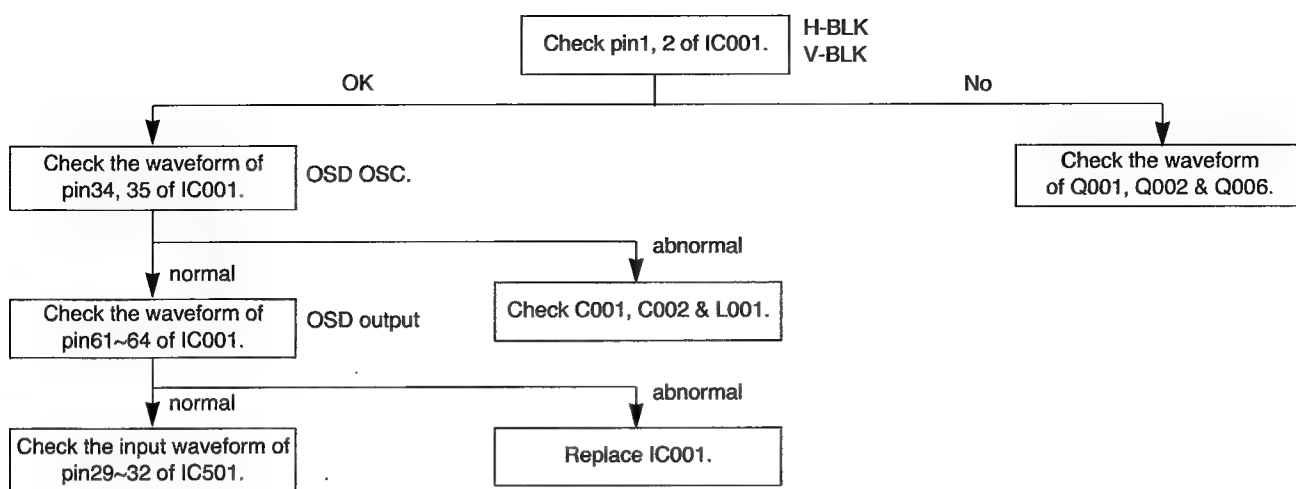 Check pin1, 2 of IC001.
H-BLK
V-BLK
OK
No
Check the waveform of
pin34, 35 of IC001.
OSD OSC.
Check the waveform
of Q001, Q002 & Q006.
normal
abnormal
Check the waveform of
pin61~64 of IC001.
OSD output
Check C001, C002 & L001.
normal
abnormal
Check the input waveform of
pin29~32 of IC501.
Replace IC001.